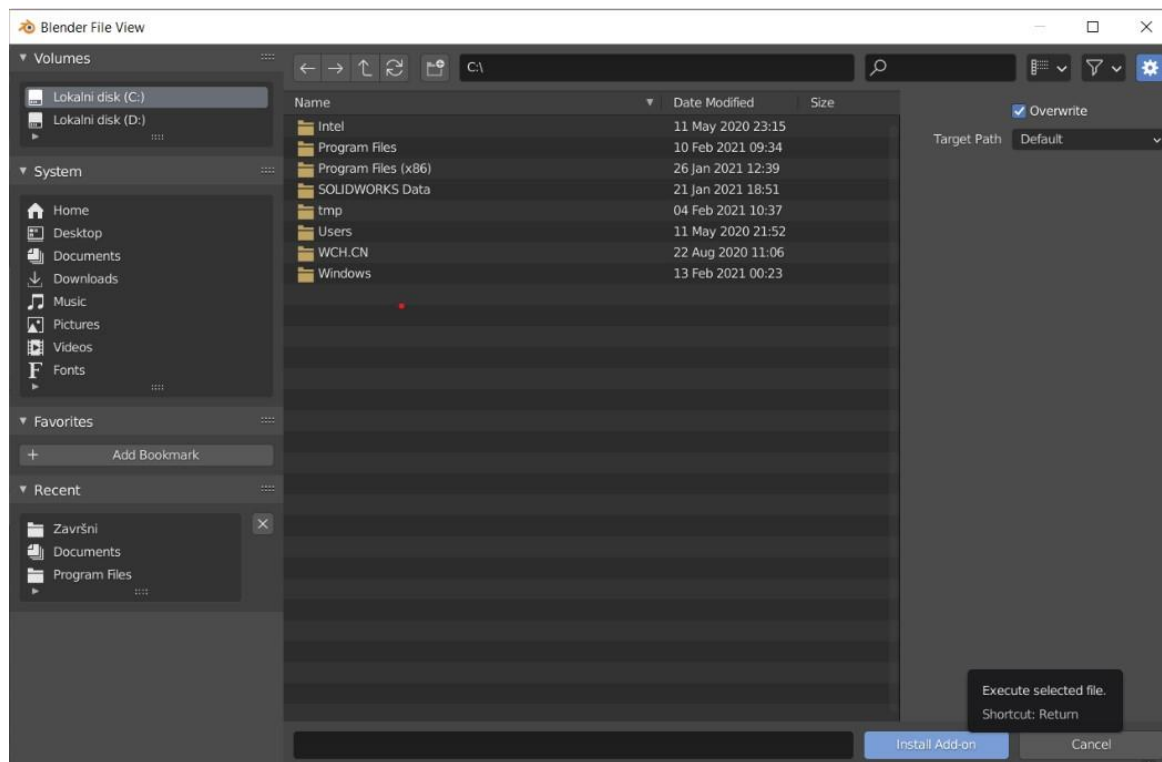 Blender File View
Volumes
Lokalni disk (C:)
Lokalni disk (D:)
System
Home
Desktop
Documents
Downloads
Music
Pictures
Videos
Fonts
Favorites
Add Bookmark
Recent
Završni
Documents
Program Files
C:\
Name Date Modified Size
Intel 11 May 2020 23:15
Program Files 10 Feb 2021 09:34
Program Files (x86) 26 Jan 2021 12:39
SOLIDWORKS Data 21 Jan 2021 18:51
tmp 04 Feb 2021 10:37
Users 11 May 2020 21:52
WCH.CN 22 Aug 2020 11:06
Windows 13 Feb 2021 00:23
Overwrite
Target Path Default
Execute selected file.
Shortcut: Return
Install Add-on Cancel